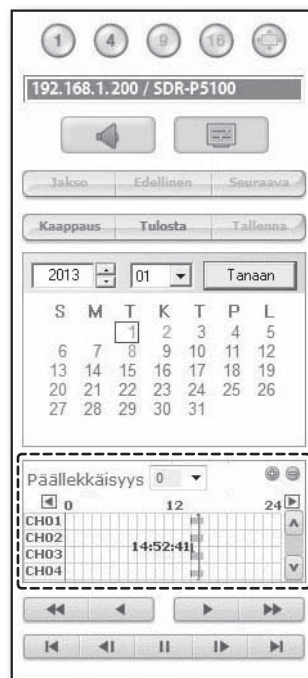 1 4 9 16
192.168.1.200 / SDR-P5100
Jakso Edellinen Seuraava
Kaappaus Tulosta Tallenna
2013 01 Tanaan
S M T K T P L
1 2 3 4 5
6 7 8 9 10 11 12
13 14 15 16 17 18 19
20 21 22 23 24 25 26
27 28 29 30 31
Päällekkäisyys 0
0 12 24
CH01
CH02
14:52:41
CH03
CH04